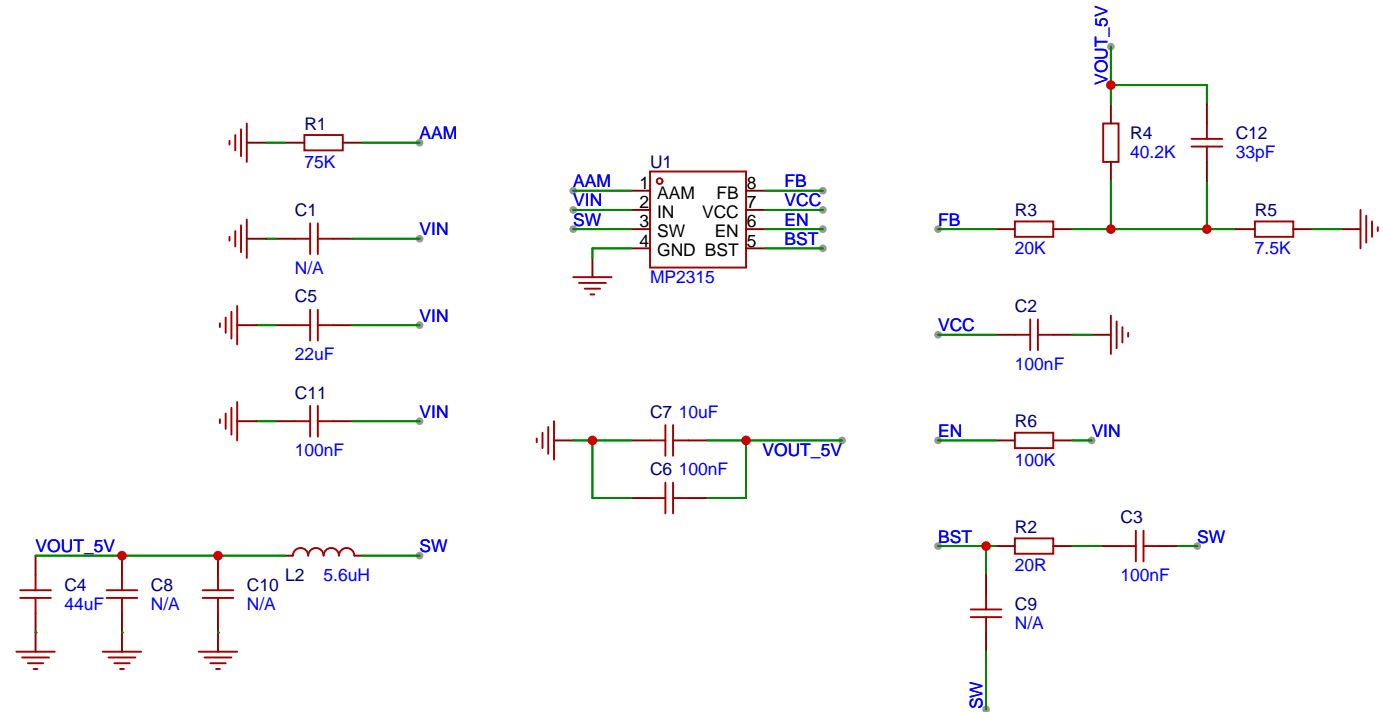 R1
AAM
75K
C1
VIN
N/A
C5
VIN
22uF
C11
VIN
100nF
VOUT_5V
SW
L2 5.6uH
C4
44uF
C8
N/A
C10
N/A
U1
AAM 1 AAM FB 8 FB
VIN 2 IN VCC 7 VCC
SW 3 SW EN 6 EN
4 GND BST 5 BST
MP2315
C7 10uF
VOUT_5V
C6 100nF
VOUT_5V
R4
40.2K
C12
33pF
FB
R3
20K
R5
7.5K
C2
VCC
100nF
EN
R6
VIN
100K
BST
R2
20R
C3
SW
100nF
C9
N/A
SW